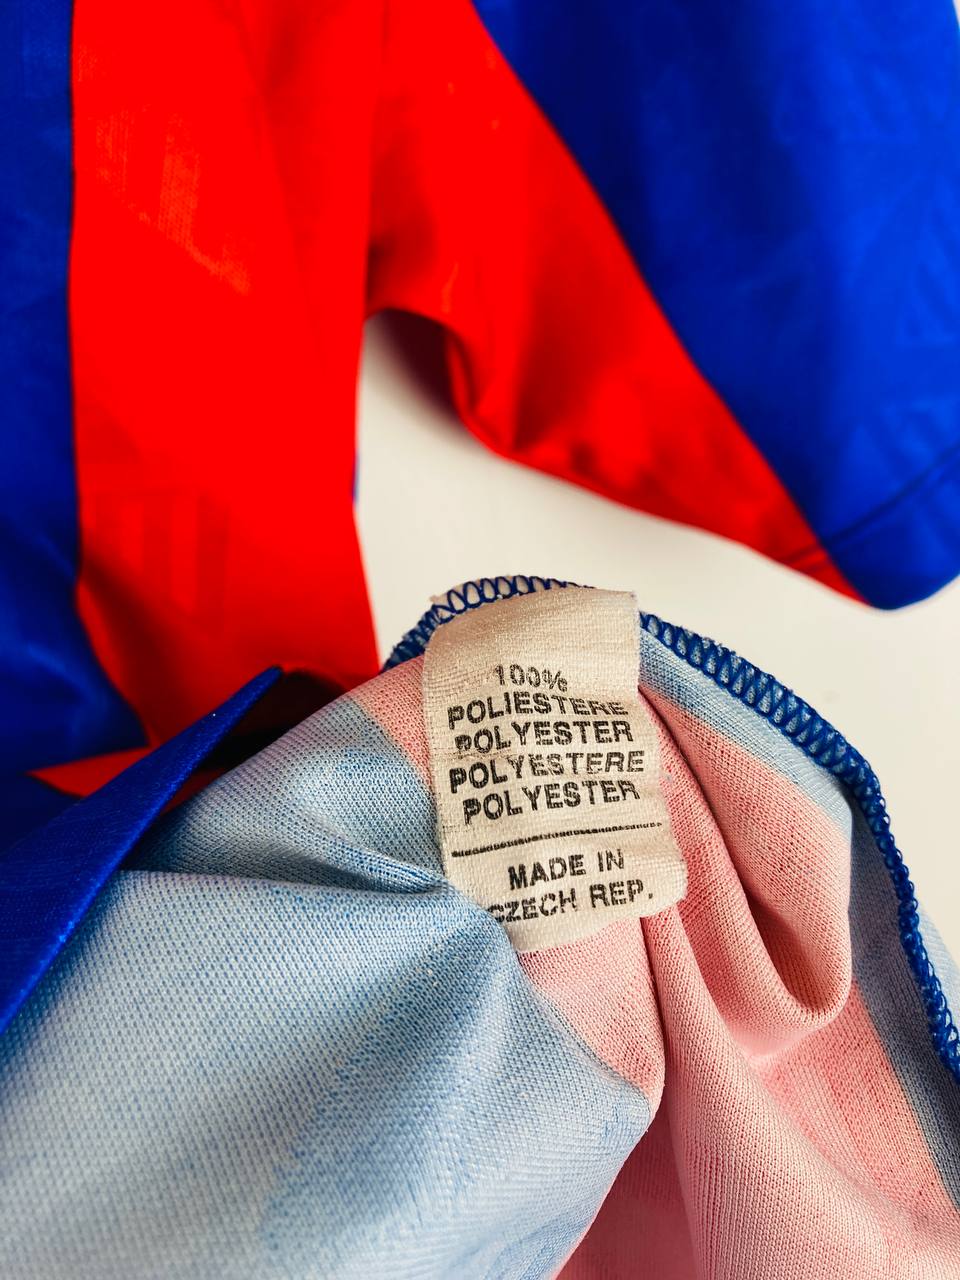 100%
POLIESTERE
POLYESTER
POLYESTERE
POLYESTER
MADE IN
CZECH REP.